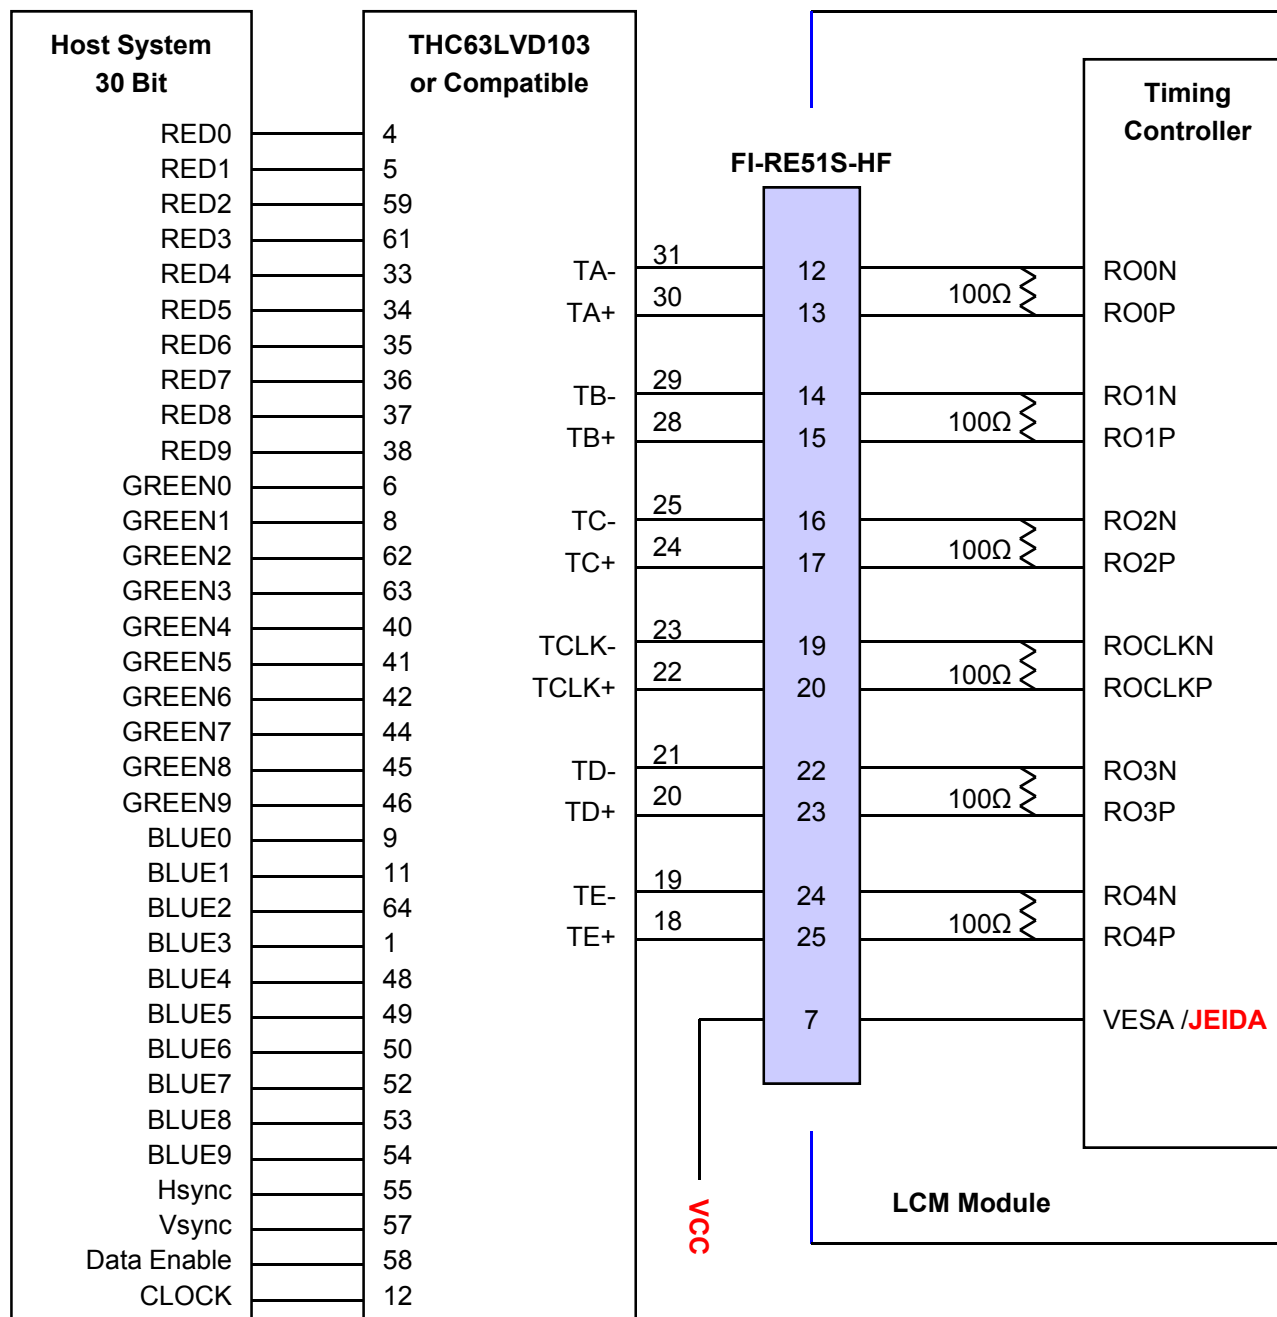 Host System
30 Bit
RED0
RED1
RED2
RED3
RED4
RED5
RED6
RED7
RED8
RED9
GREEN0
GREEN1
GREEN2
GREEN3
GREEN4
GREEN5
GREEN6
GREEN7
GREEN8
GREEN9
BLUE0
BLUE1
BLUE2
BLUE3
BLUE4
BLUE5
BLUE6
BLUE7
BLUE8
BLUE9
Hsync
Vsync
Data Enable
CLOCK
THC63LVD103
or Compatible
4
5
59
61
33
34
35
36
37
38
6
8
62
63
40
41
42
44
45
46
9
11
64
1
48
49
50
52
53
54
55
57
58
12
TA-
TA+
TB-
TB+
TC-
TC+
TCLK-
TCLK+
TD-
TD+
TE-
TE+
31
30
29
28
25
24
23
22
21
20
19
18
VCC
FI-RE51S-HF
12
13
14
15
16
17
19
20
22
23
24
25
7
100Ω
100Ω
100Ω
100Ω
100Ω
100Ω
Timing
Controller
RO0N
RO0P
RO1N
RO1P
RO2N
RO2P
ROCLKN
ROCLKP
RO3N
RO3P
RO4N
RO4P
VESA /JEIDA
LCM Module